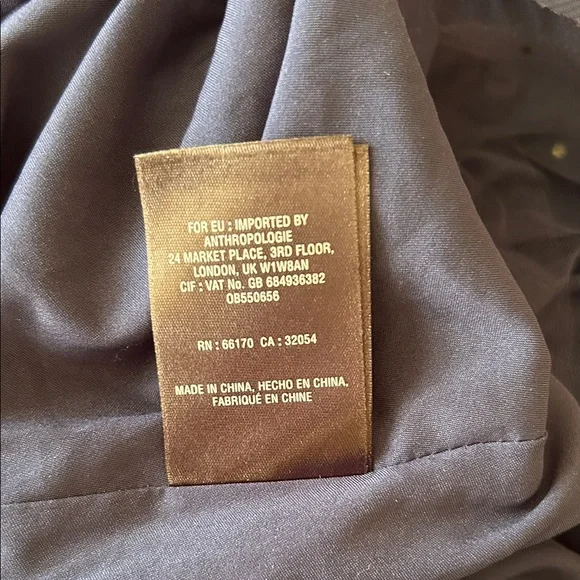 FOR EU : IMPORTED BY
ANTHROPOLOGIE
24 MARKET PLACE, 3RD FLOOR,
LONDON, UK W1W8AN
CIF : VAT No. GB 684936382
OB550656
RN : 66170 CA : 32054
MADE IN CHINA, HECHO EN CHINA,
FABRIQUÉ EN CHINE